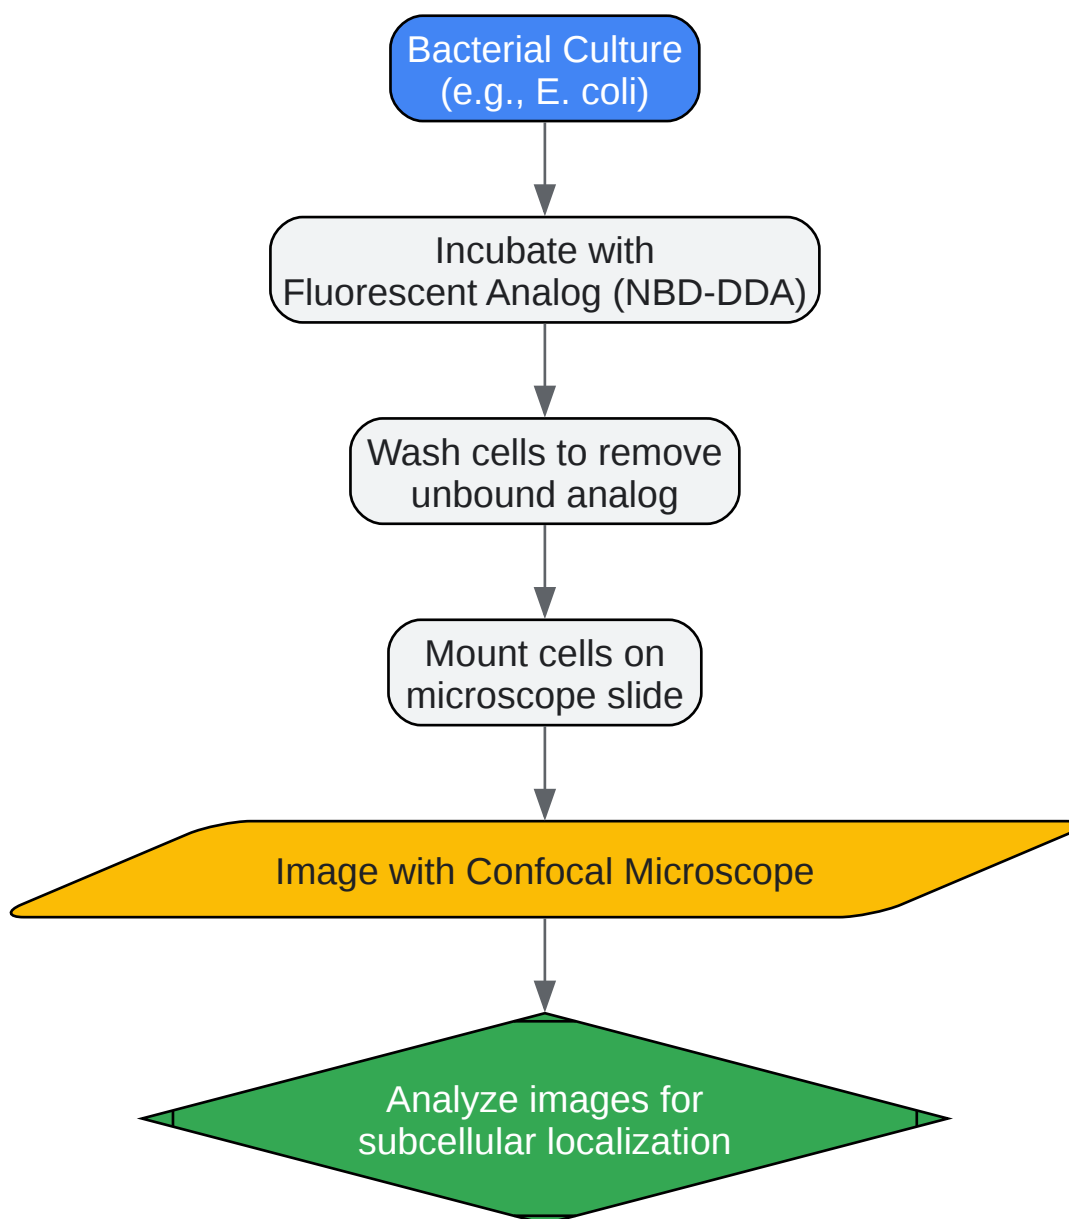 Bacterial Culture
(e.g., E. coli)
Incubate with
Fluorescent Analog (NBD-DDA)
Wash cells to remove
unbound analog
Mount cells on
microscope slide
Image with Confocal Microscope
Analyze images for
subcellular localization